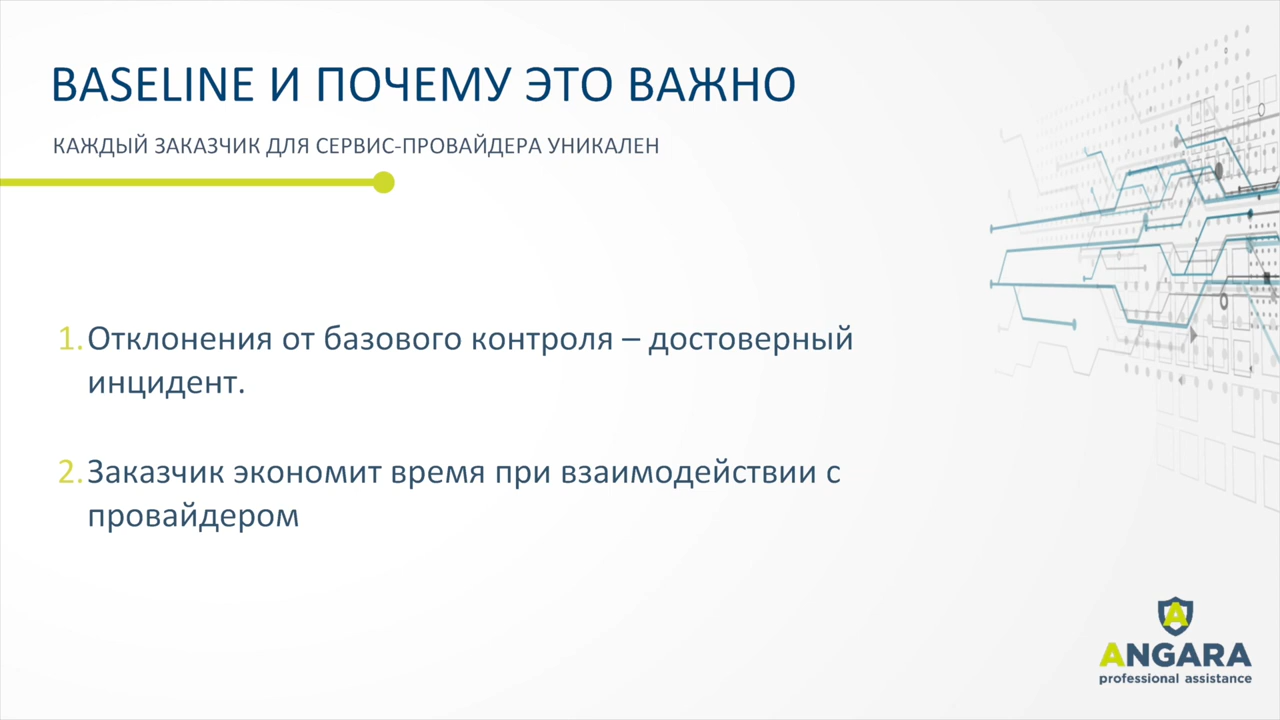 BASELINE И ПОЧЕМУ ЭТО ВАЖНО
КАЖДЫЙ ЗАКАЗЧИК ДЛЯ СЕРВИС-ПРОВАЙДЕРА УНИКАЛЕН
1. Отклонения от базового контроля – достоверный
инцидент.
2. Заказчик экономит время при взаимодействии с
провайдером
A
ANGARA
professional assistance